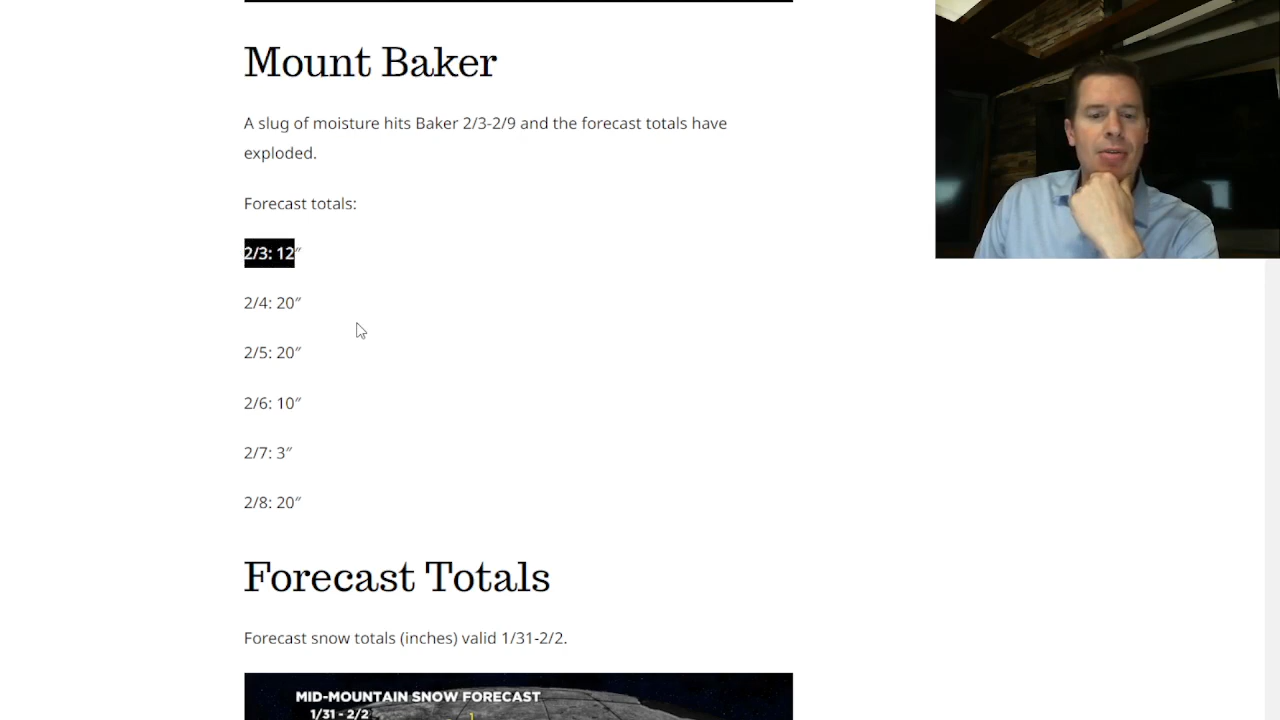 Mount Baker
A slug of moisture hits Baker 2/3-2/9 and the forecast totals have
exploded.
Forecast totals:
2/3: 12″
2/4: 20″
2/5: 20″
2/6: 10″
2/7: 3″
2/8: 20″
Forecast Totals
Forecast snow totals (inches) valid 1/31-2/2.
MID-MOUNTAIN SNOW FORECAST
1/31 - 2/2
1